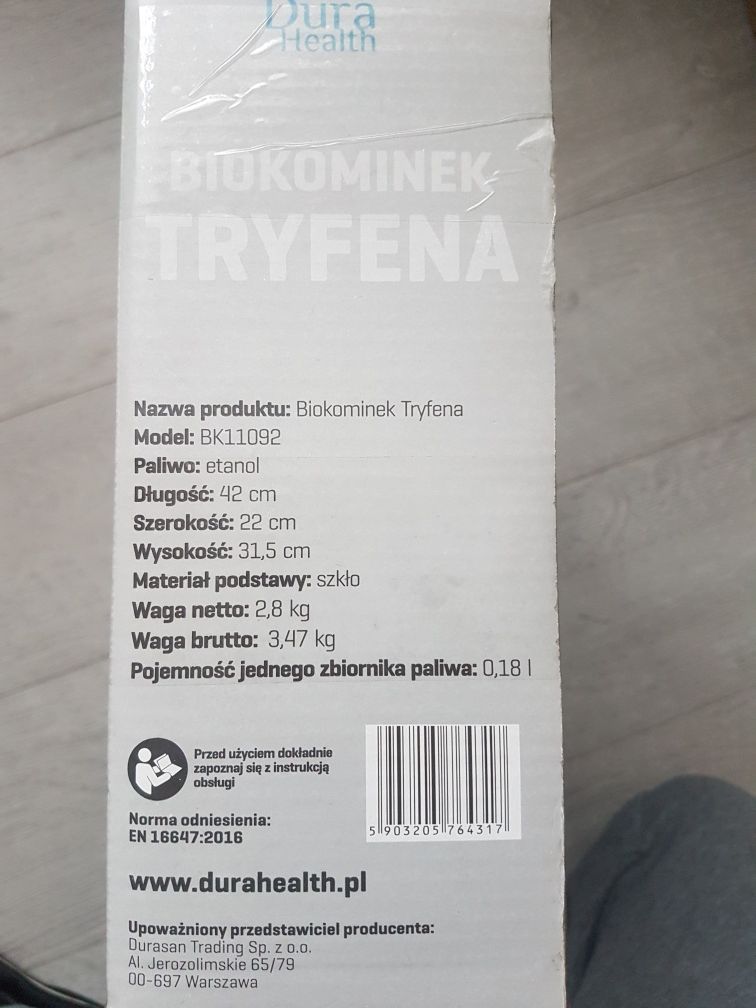 Dura
Health
BIOKOMINEK
TRYFENA
Nazwa produktu: Biokominek Tryfena
Model: BK11092
Paliwo: etanol
Długość: 42 cm
Szerokość: 22 cm
Wysokość: 31,5 cm
Materiał podstawy: szkło
Waga netto: 2,8 kg
Waga brutto: 3,47 kg
Pojemność jednego zbiornika paliwa: 0,18 l
Przed użyciem dokładnie
zapoznaj się z instrukcją
obsługi
5 903205 764317
Norma odniesienia:
EN 16647:2016
www.durahealth.pl
Upoważniony przedstawiciel producenta:
Durasan Trading Sp. z o.o.
Al. Jerozolimskie 65/79
00-697 Warszawa